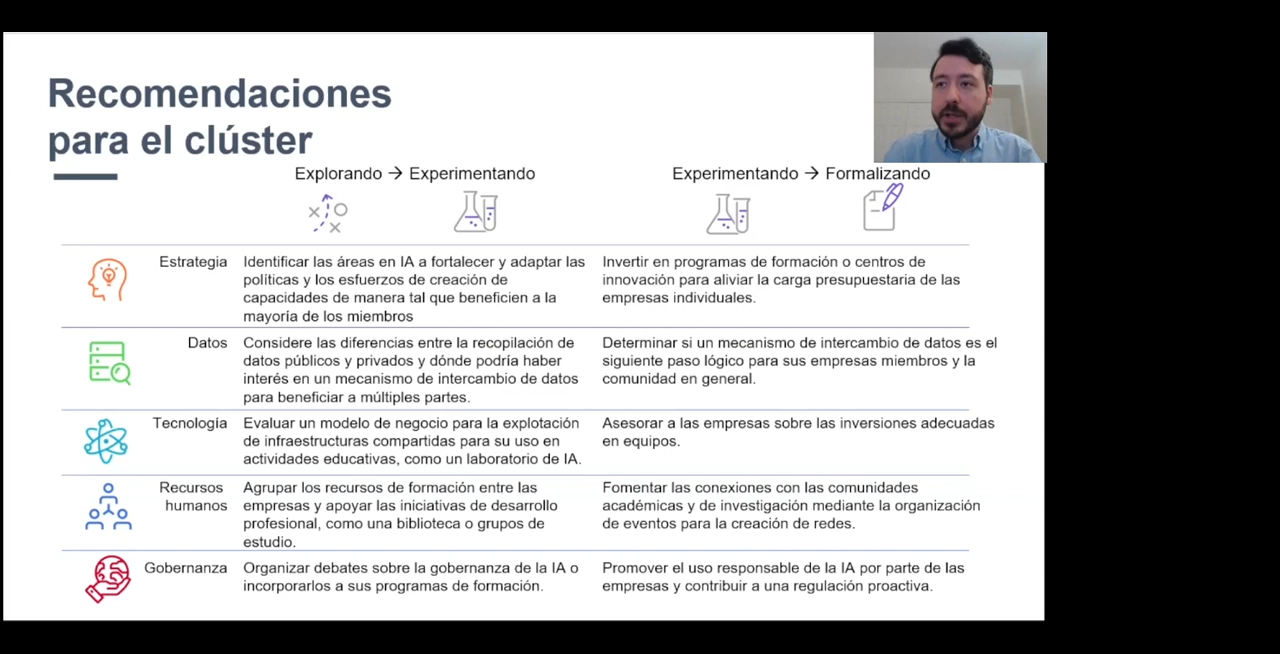 Recomendaciones
para el clúster
Explorando → Experimentando
Experimentando → Formalizando
Estrategia
Identificar las áreas en IA a fortalecer y adaptar las
políticas y los esfuerzos de creación de
capacidades de manera tal que beneficien a la
mayoría de los miembros
Invertir en programas de formación o centros de
innovación para aliviar la carga presupuestaria de las
empresas individuales.
Datos
Considere las diferencias entre la recopilación de
datos públicos y privados y dónde podría haber
interés en un mecanismo de intercambio de datos
para beneficiar a múltiples partes.
Determinar si un mecanismo de intercambio de datos es el
siguiente paso lógico para sus empresas miembros y la
comunidad en general.
Tecnología
Evaluar un modelo de negocio para la explotación
de infraestructuras compartidas para su uso en
actividades educativas, como un laboratorio de IA.
Asesorar a las empresas sobre las inversiones adecuadas
en equipos.
Recursos
humanos
Agrupar los recursos de formación entre las
empresas y apoyar las iniciativas de desarrollo
profesional, como una biblioteca o grupos de
estudio.
Fomentar las conexiones con las comunidades
académicas y de investigación mediante la organización
de eventos para la creación de redes.
Gobernanza
Organizar debates sobre la gobernanza de la IA o
incorporarlos a sus programas de formación.
Promover el uso responsable de la IA por parte de las
empresas y contribuir a una regulación proactiva.